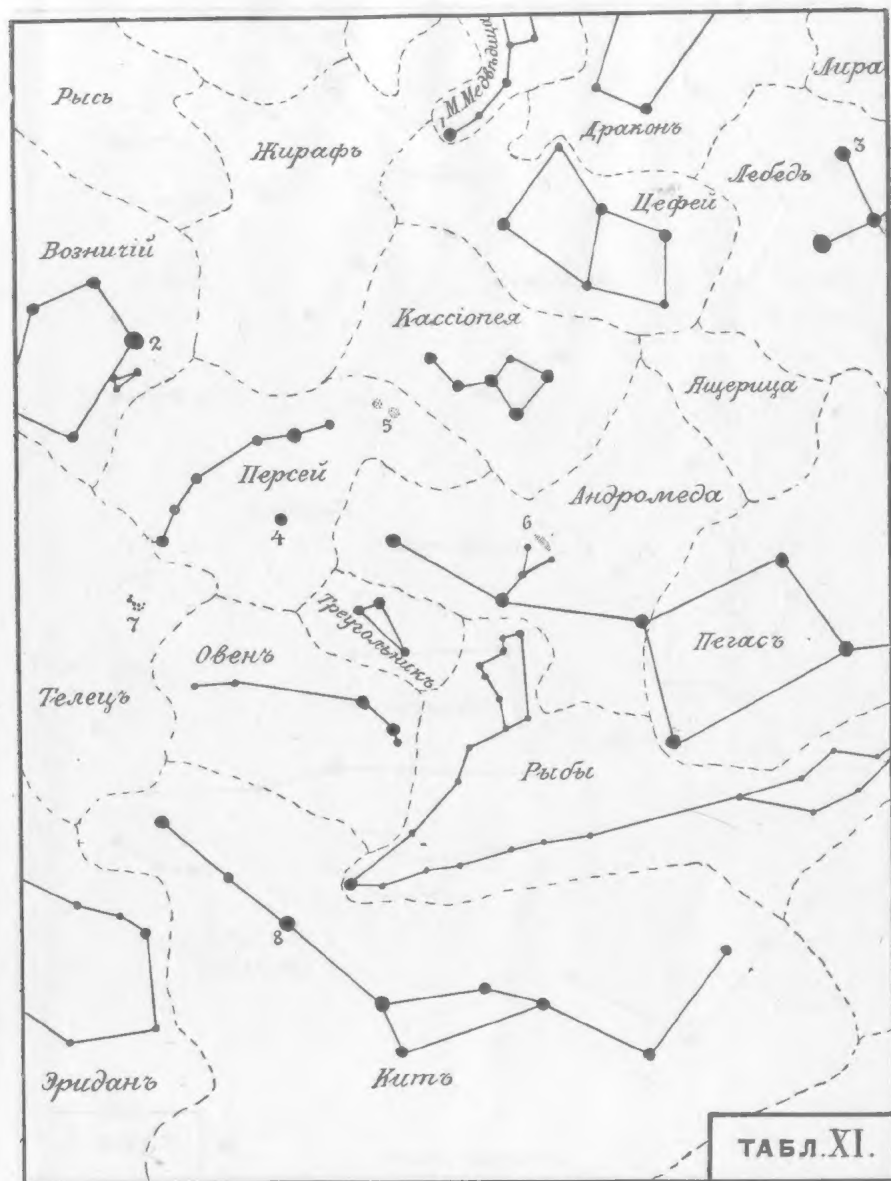 М. Медвѣдица
1
Лира
Рысь
Драконъ
3
Жирафъ
Лебедь
Цефей
Возничій
2
Кассіопея
Ящерица
5
Персей
4
Андромеда
6
7
Треугольникъ
Овенъ
Пегасъ
Телецъ
Рыбы
8
Эриданъ
Китъ
ТАБЛ. XI.